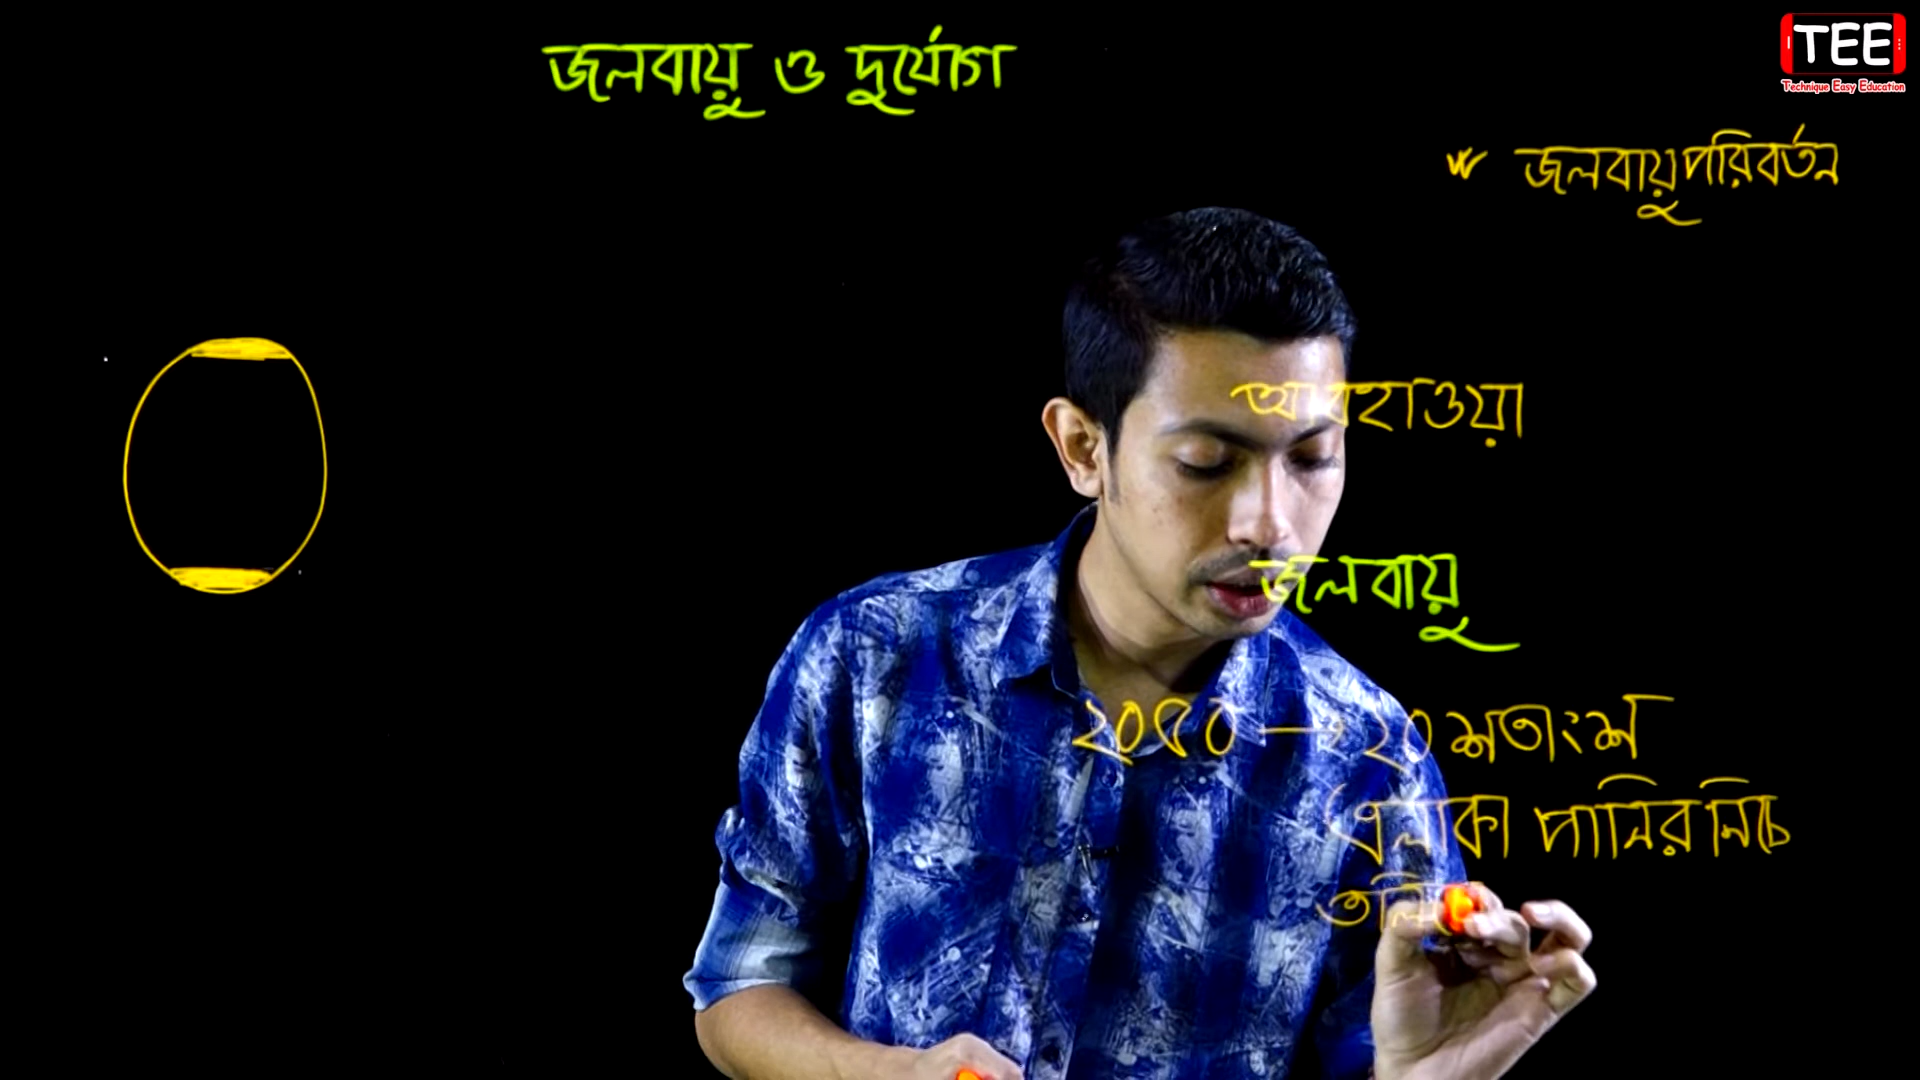 জলবায়ু ও দুর্যোগ
TEE
Technique Easy Education
জলবায়ু পরিবর্তন
আবহাওয়া
জলবায়ু
২০৫০ → ২০ শতাংশ
এলাকা পানির নিচে